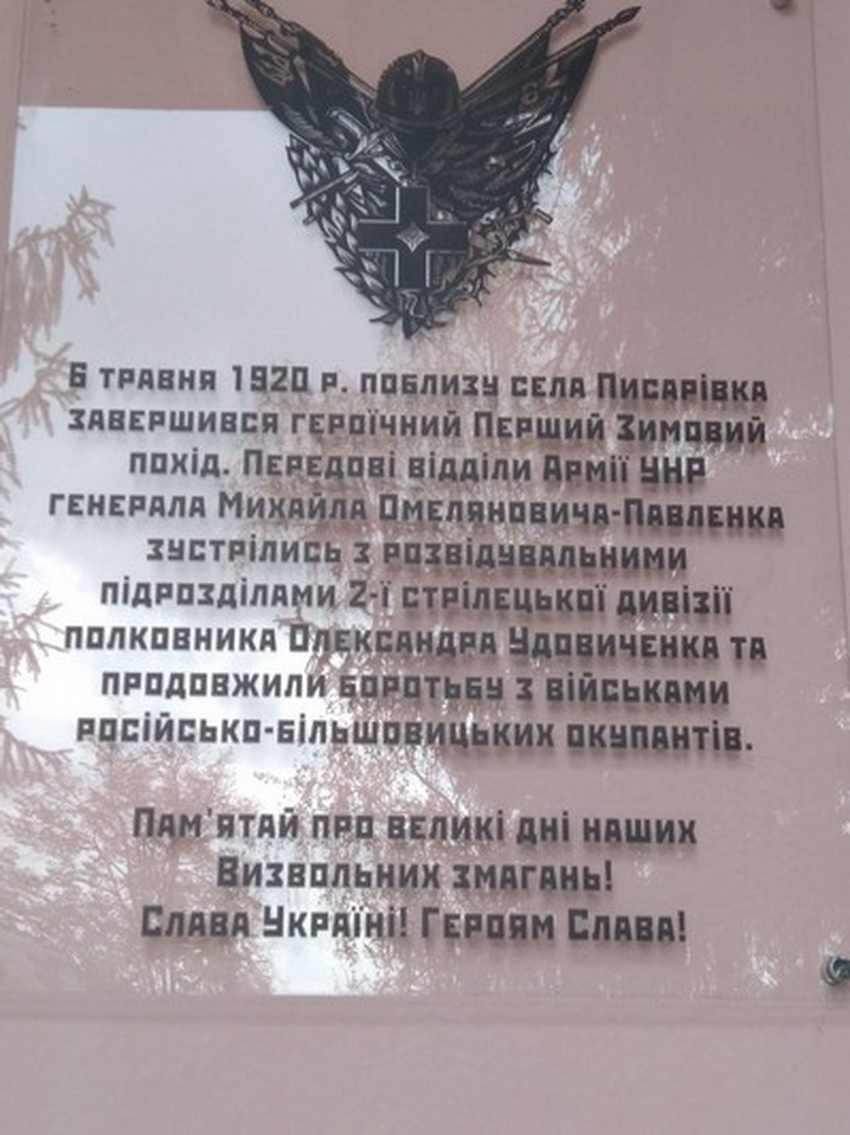 6 травня 1920 р. поблизу села Писарівка
завершився героїчний Перший Зимовий
похід. Передові відділи Армії УНР
генерала Михайла Омеляновича-Павленка
зустрілись з розвідувальними
підрозділами 2-ї стрілецької дивізії
полковника Олександра Удовиченка та
продовжили боротьбу з військами
російсько-більшовицьких окупантів.
Пам'ятай про великі дні наших
Визвольних змагань!
Слава Україні! Героям Слава!